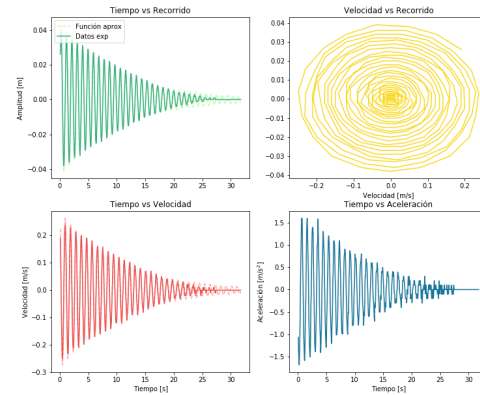 Tiempo vs Recorrido
Amplitud [m]
0.04
0.02
0.00
−0.02
−0.04
Función aprox
Datos exp
0 5 10 15 20 25 30
Velocidad vs Recorrido
0.04
0.03
0.02
0.01
0.00
−0.01
−0.02
−0.03
−0.04
−0.2 −0.1 0.0 0.1 0.2
Velocidad [m/s]
Tiempo vs Velocidad
Velocidad [m/s]
0.2
0.1
0.0
−0.1
−0.2
−0.3
0 5 10 15 20 25 30
Tiempo [s]
Tiempo vs Aceleración
Aceleración [m/s²]
1.5
1.0
0.5
0.0
−0.5
−1.0
−1.5
0 5 10 15 20 25 30
Tiempo [s]